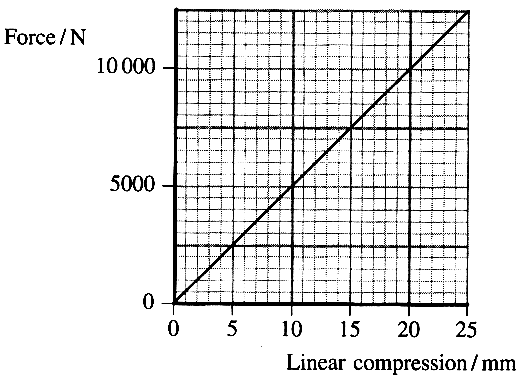 Force / N
10 000
5000
0
0 5 10 15 20 25
Linear compression / mm